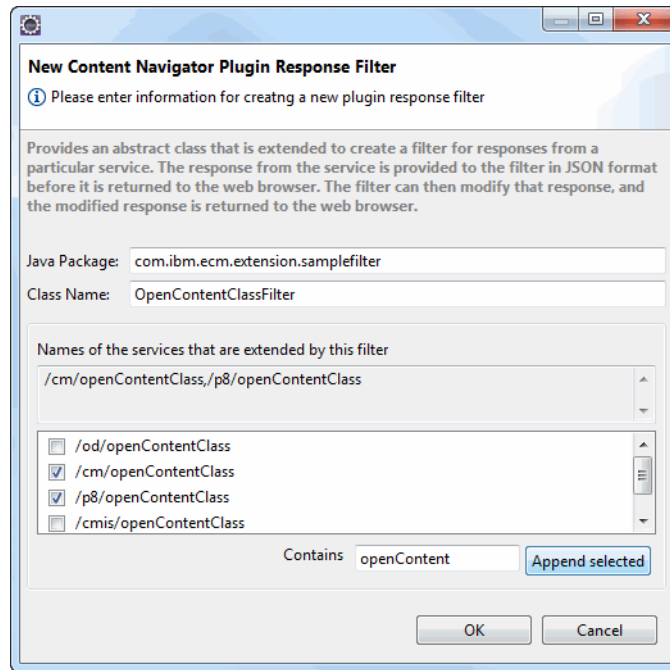 New Content Navigator Plugin Response Filter
Please enter information for creatng a new plugin response filter
Provides an abstract class that is extended to create a filter for responses from a
particular service. The response from the service is provided to the filter in JSON format
before it is returned to the web browser. The filter can then modify that response, and
the modified response is returned to the web browser.
Java Package: com.ibm.ecm.extension.samplefilter
Class Name: OpenContentClassFilter
Names of the services that are extended by this filter
/cm/openContentClass,/p8/openContentClass
/od/openContentClass
/cm/openContentClass
/p8/openContentClass
/cmis/openContentClass
Contains openContent Append selected
OK Cancel